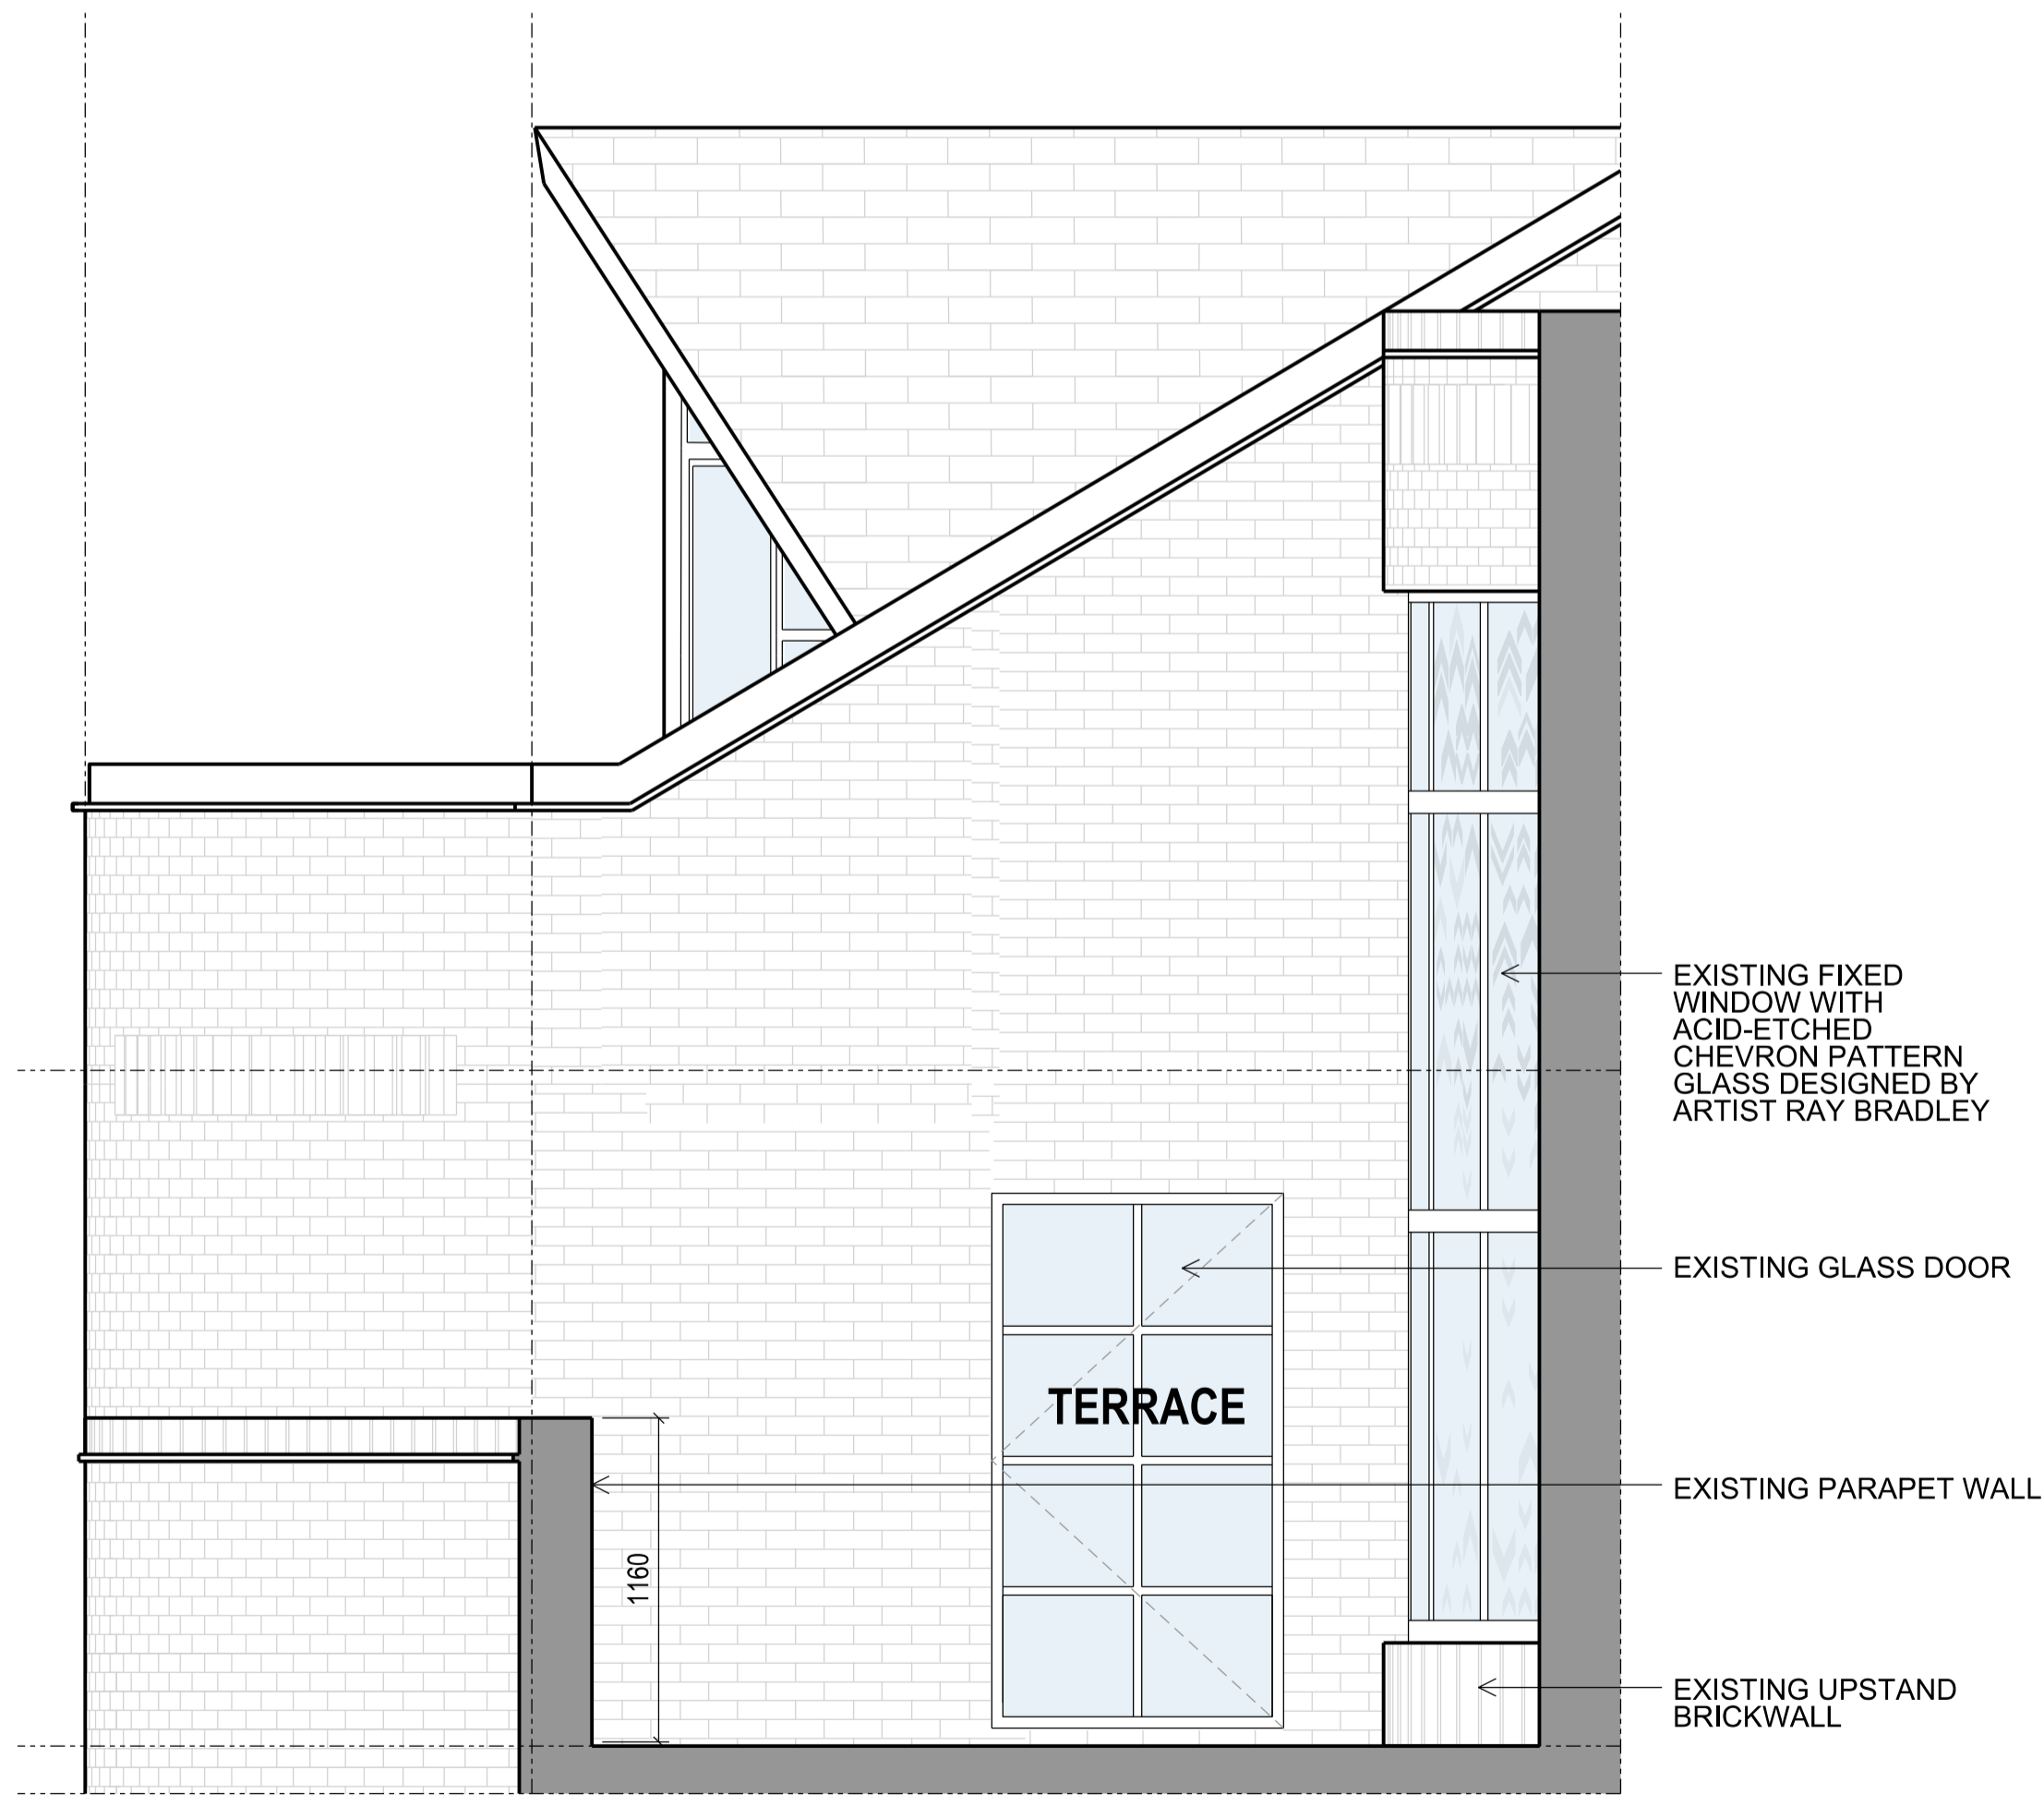 EXISTING FIXED
WINDOW WITH
ACID-ETCHED
CHEVRON PATTERN
GLASS DESIGNED BY
ARTIST RAY BRADLEY
EXISTING GLASS DOOR
TERRACE
EXISTING PARAPET WALL
1160
EXISTING UPSTAND
BRICKWALL